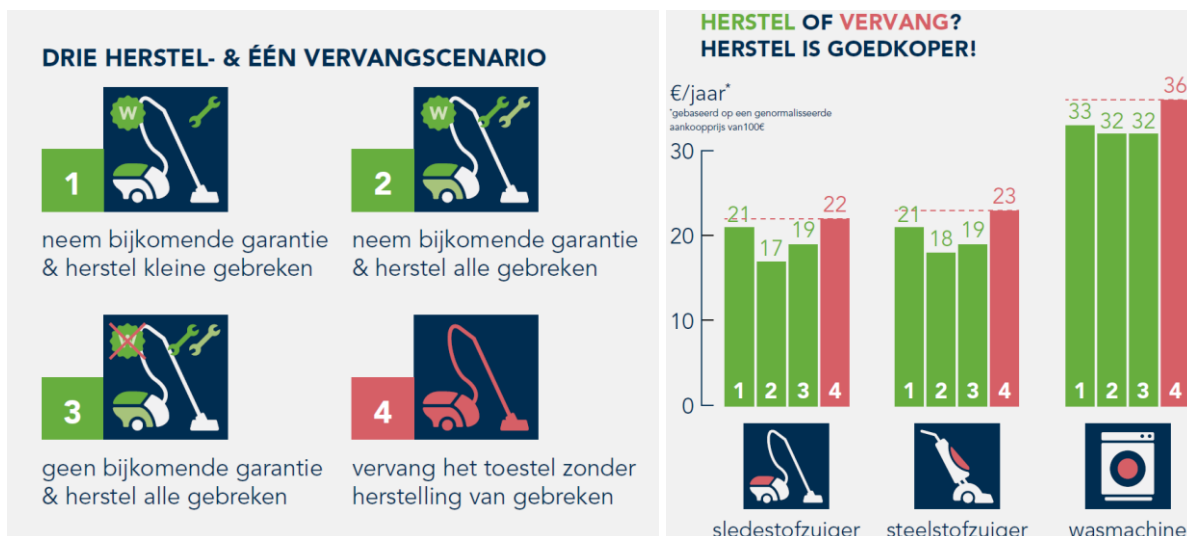 DRIE HERSTEL- & ÉÉN VERVANGSCENARIO
W
1
neem bijkomende garantie
& herstel kleine gebreken
W
2
neem bijkomende garantie
& herstel alle gebreken
3
geen bijkomende garantie
& herstel alle gebreken
4
vervang het toestel zonder
herstelling van gebreken
HERSTEL OF VERVANG?
HERSTEL IS GOEDKOPER!
€/jaar*
*gebaseerd op een genormalisseerde
aankoopprijs van100€
30
20
10
0
21 17 19 22
1 2 3 4
sledestofzuiger
21 18 19 23
1 2 3 4
steelstofzuiger
33 32 32 36
1 2 3 4
wasmachine